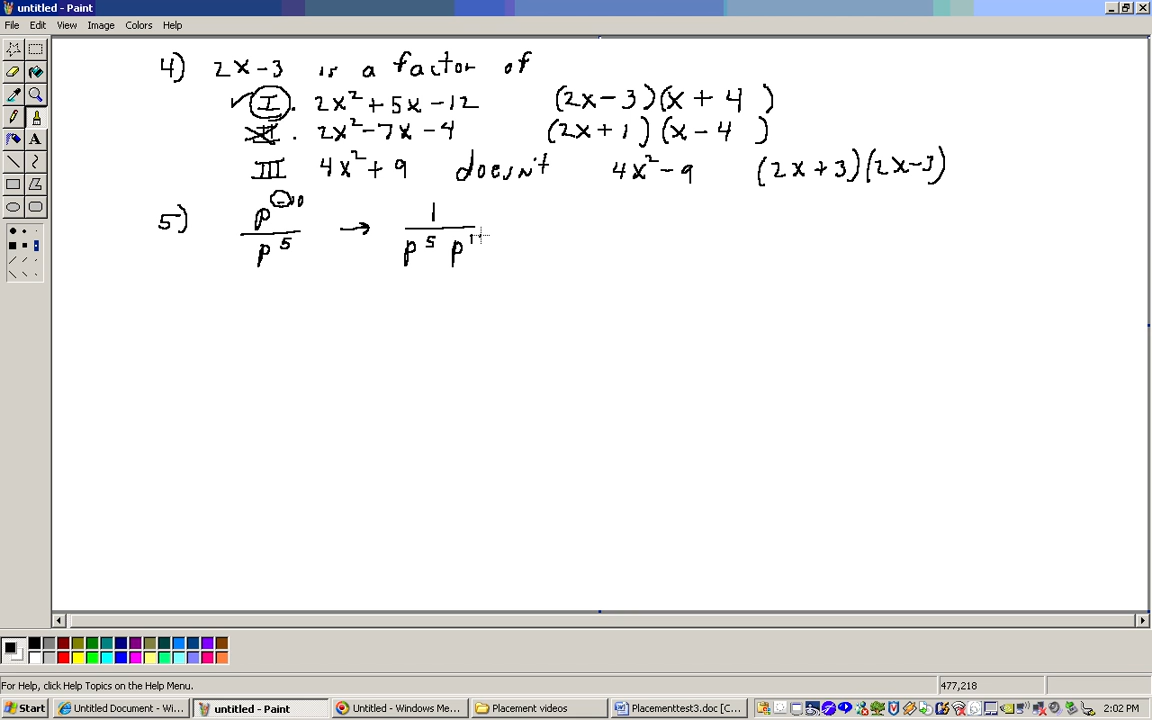 untitled - Paint
File Edit View Image Colors Help
4) 2x-3 is a factor of
I. 2x² + 5x - 12 (2x - 3)(x + 4 )
II. 2x² - 7x - 4 (2x + 1)(x - 4 )
III 4x² + 9 doesn't 4x² - 9 (2x + 3)(2x - 3)
5) p⁻¹⁰/p⁵ → 1/p⁵ p¹
For Help, click Help Topics on the Help Menu. 477,218
Start Untitled Document - Wi... untitled - Paint Untitled - Windows Me... Placement videos Placementtest3.doc [C... 2:02 PM